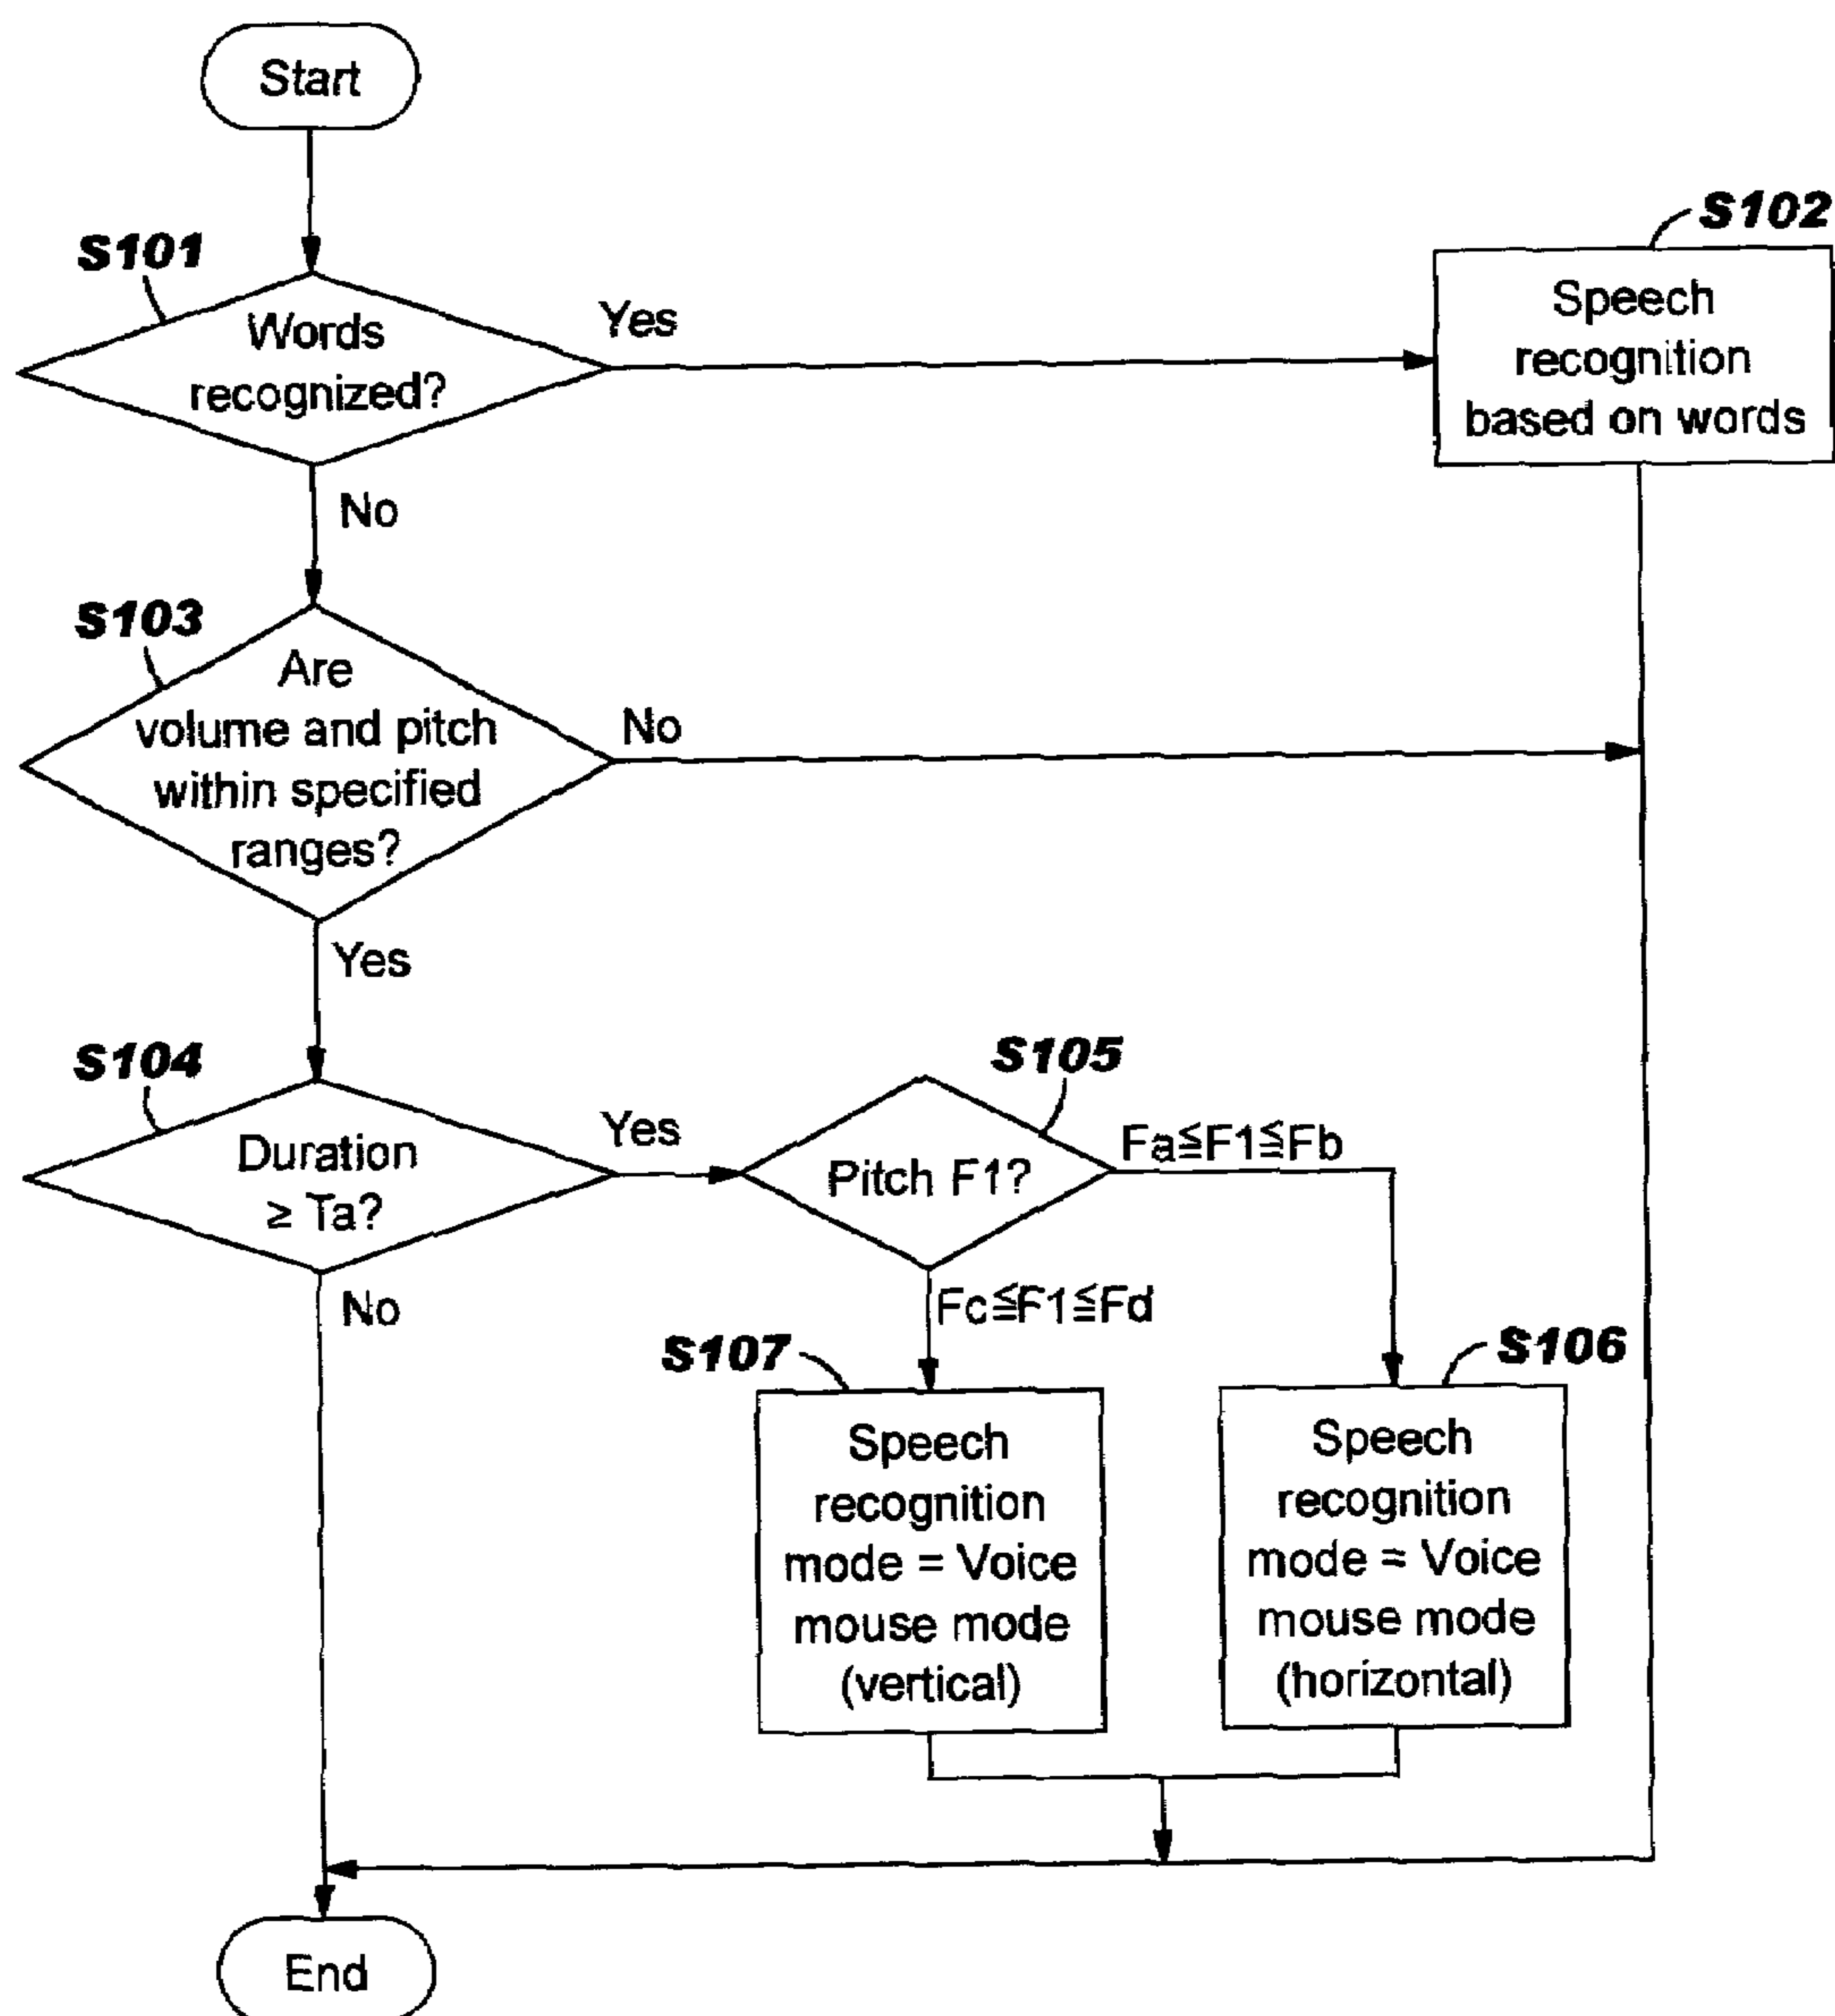 Start
S101
Words
recognized?
Yes
S102
Speech
recognition
based on words
No
S103
Are
volume and pitch
within specified
ranges?
No
Yes
S104
Duration
≥ Ta?
Yes
S105
Pitch F1?
Fa≦F1≦Fb
No
Fc≦F1≦Fd
S107
Speech
recognition
mode = Voice
mouse mode
(vertical)
S106
Speech
recognition
mode = Voice
mouse mode
(horizontal)
End